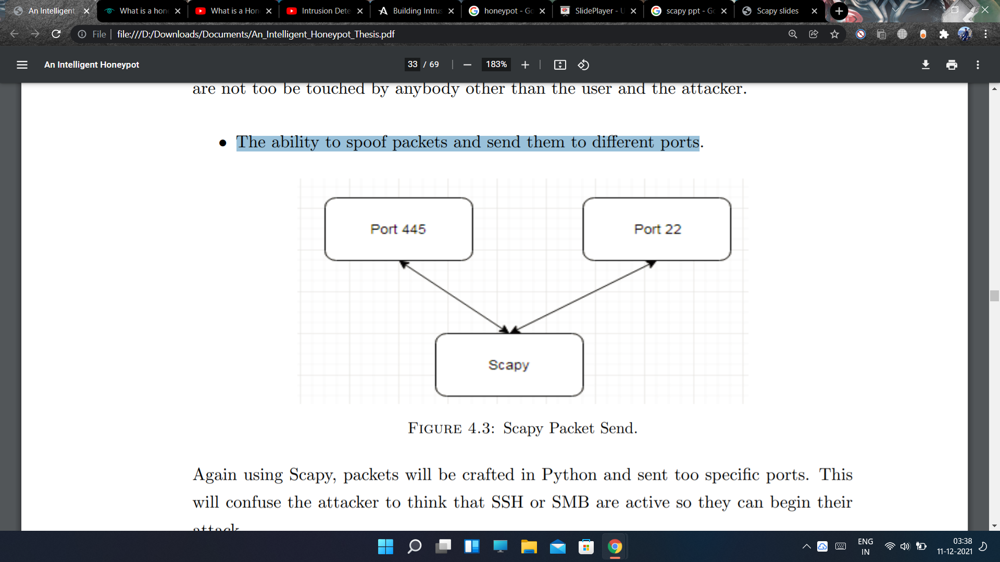 An Intelligent
What is a hon
What is a Hon
Intrusion Dete
Building Intrus
honeypot - Go
SlidePlayer - U
scapy ppt - Go
Scapy slides
File
file:///D:/Downloads/Documents/An_Intelligent_Honeypot_Thesis.pdf
An Intelligent Honeypot
33 / 69
183%
are not too be touched by anybody other than the user and the attacker.
• The ability to spoof packets and send them to different ports.
Port 445
Port 22
Scapy
FIGURE 4.3: Scapy Packet Send.
Again using Scapy, packets will be crafted in Python and sent too specific ports. This
will confuse the attacker to think that SSH or SMB are active so they can begin their
attack
ENG
IN
03:38
11-12-2021